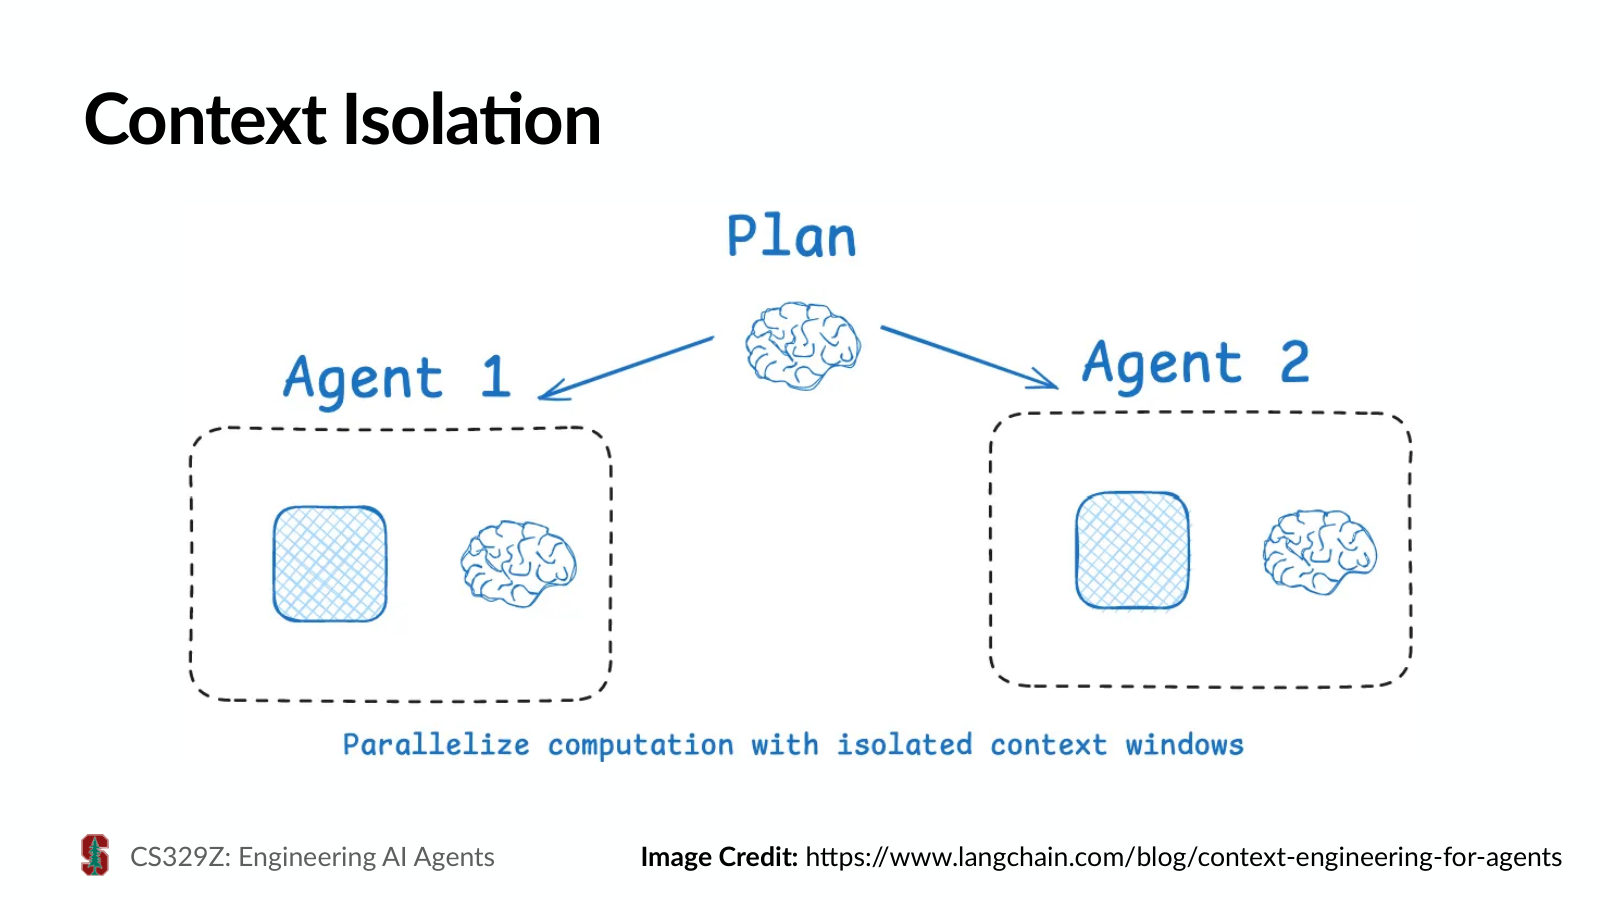 Context Isolation
Plan
Agent 1
Agent 2
Parallelize computation with isolated context windows
CS329Z: Engineering AI Agents
Image Credit: https://www.langchain.com/blog/context-engineering-for-agents